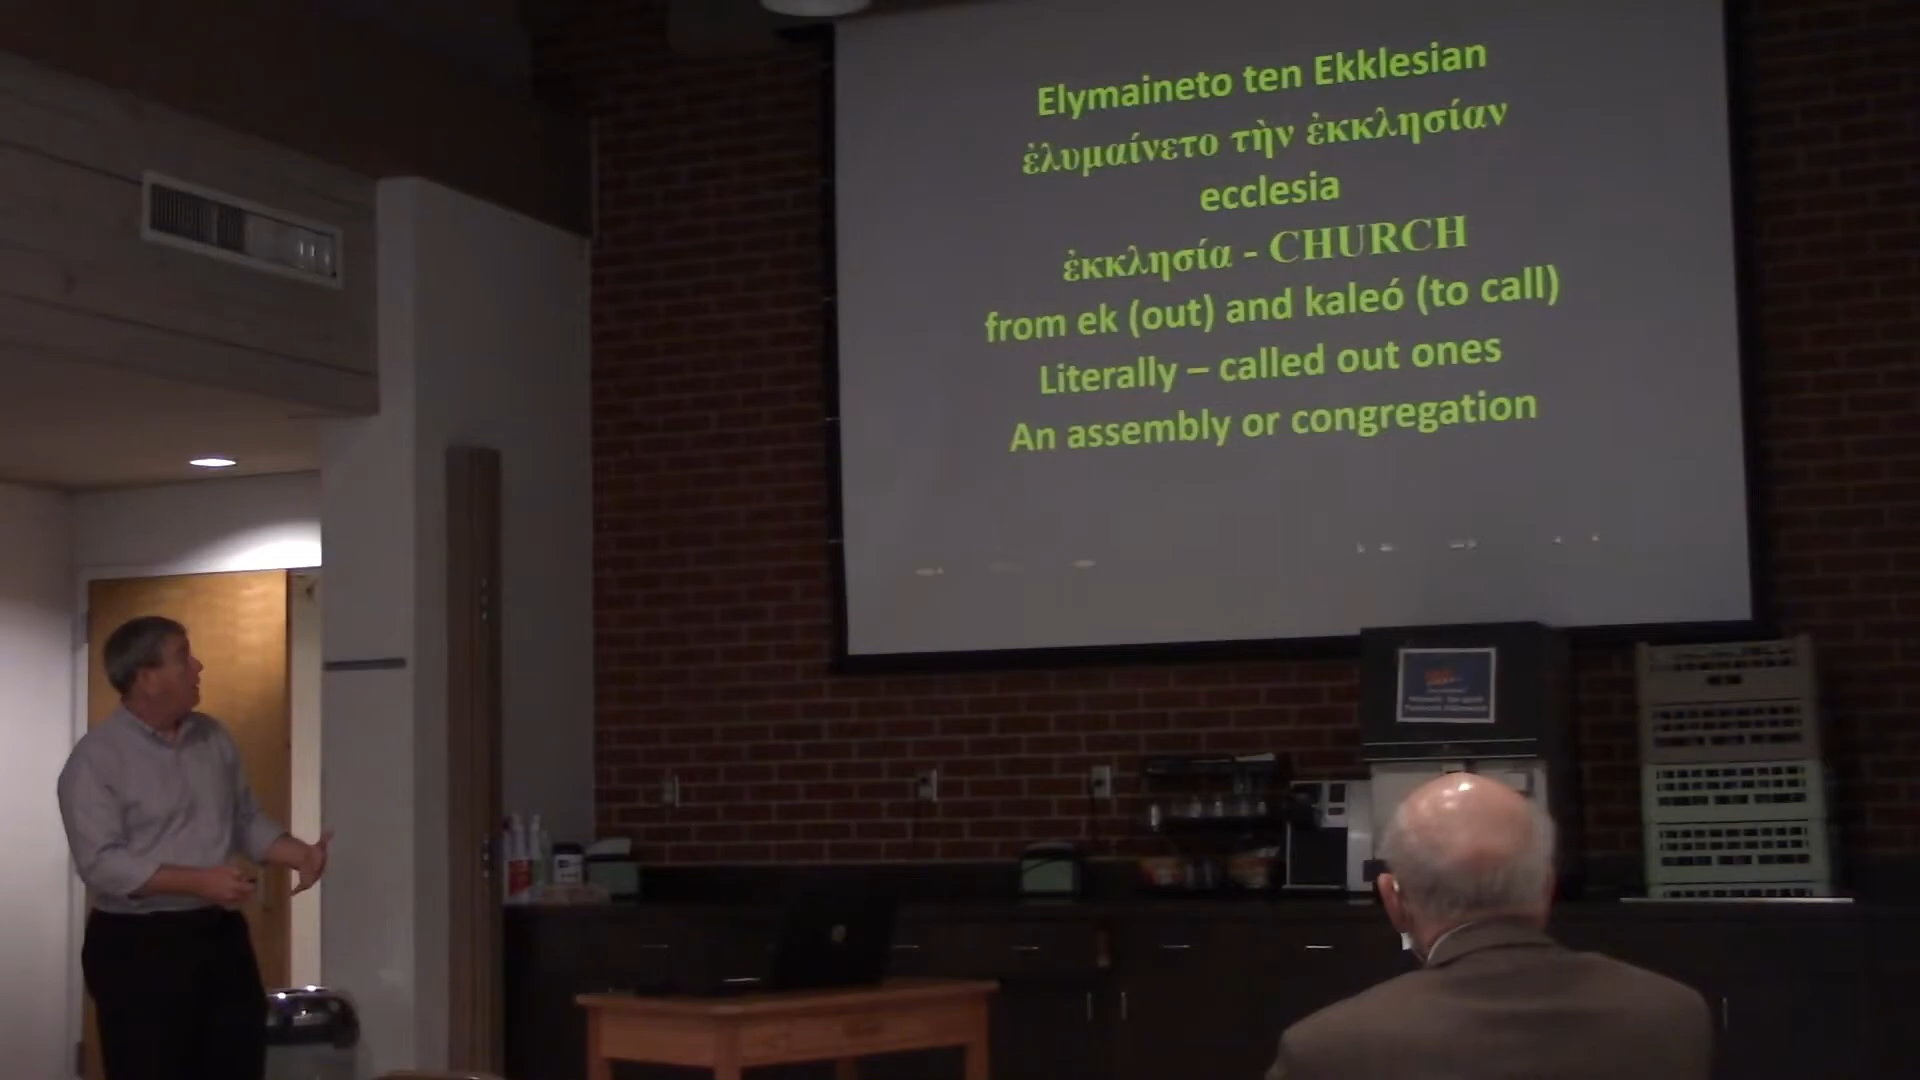 Elymaineto ten Ekklesian
ἐλυμαίνετο τὴν ἐκκλησίαν
ecclesia
ἐκκλησία - CHURCH
from ek (out) and kaleó (to call)
Literally – called out ones
An assembly or congregation